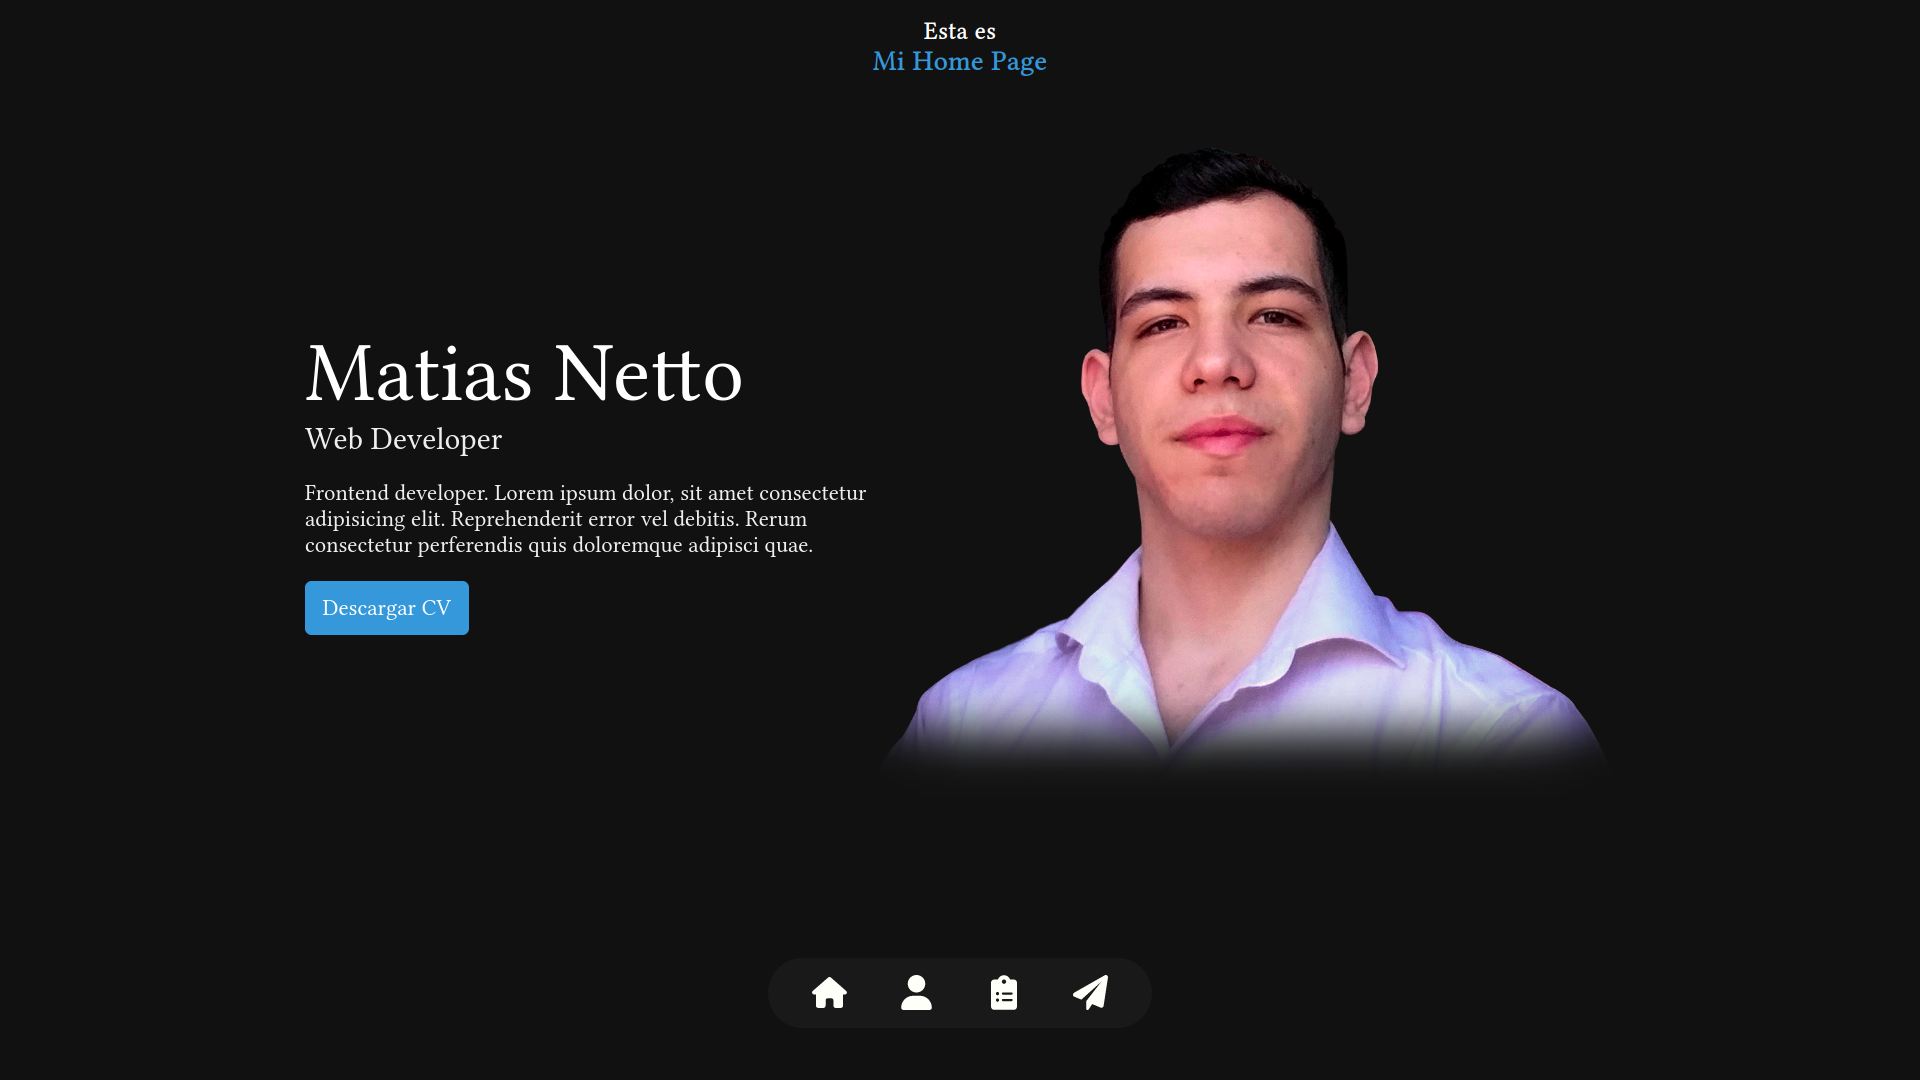 Esta es
Mi Home Page
Matias Netto
Web Developer
Frontend developer. Lorem ipsum dolor, sit amet consectetur
adipisicing elit. Reprehenderit error vel debitis. Rerum
consectetur perferendis quis doloremque adipisci quae.
Descargar CV